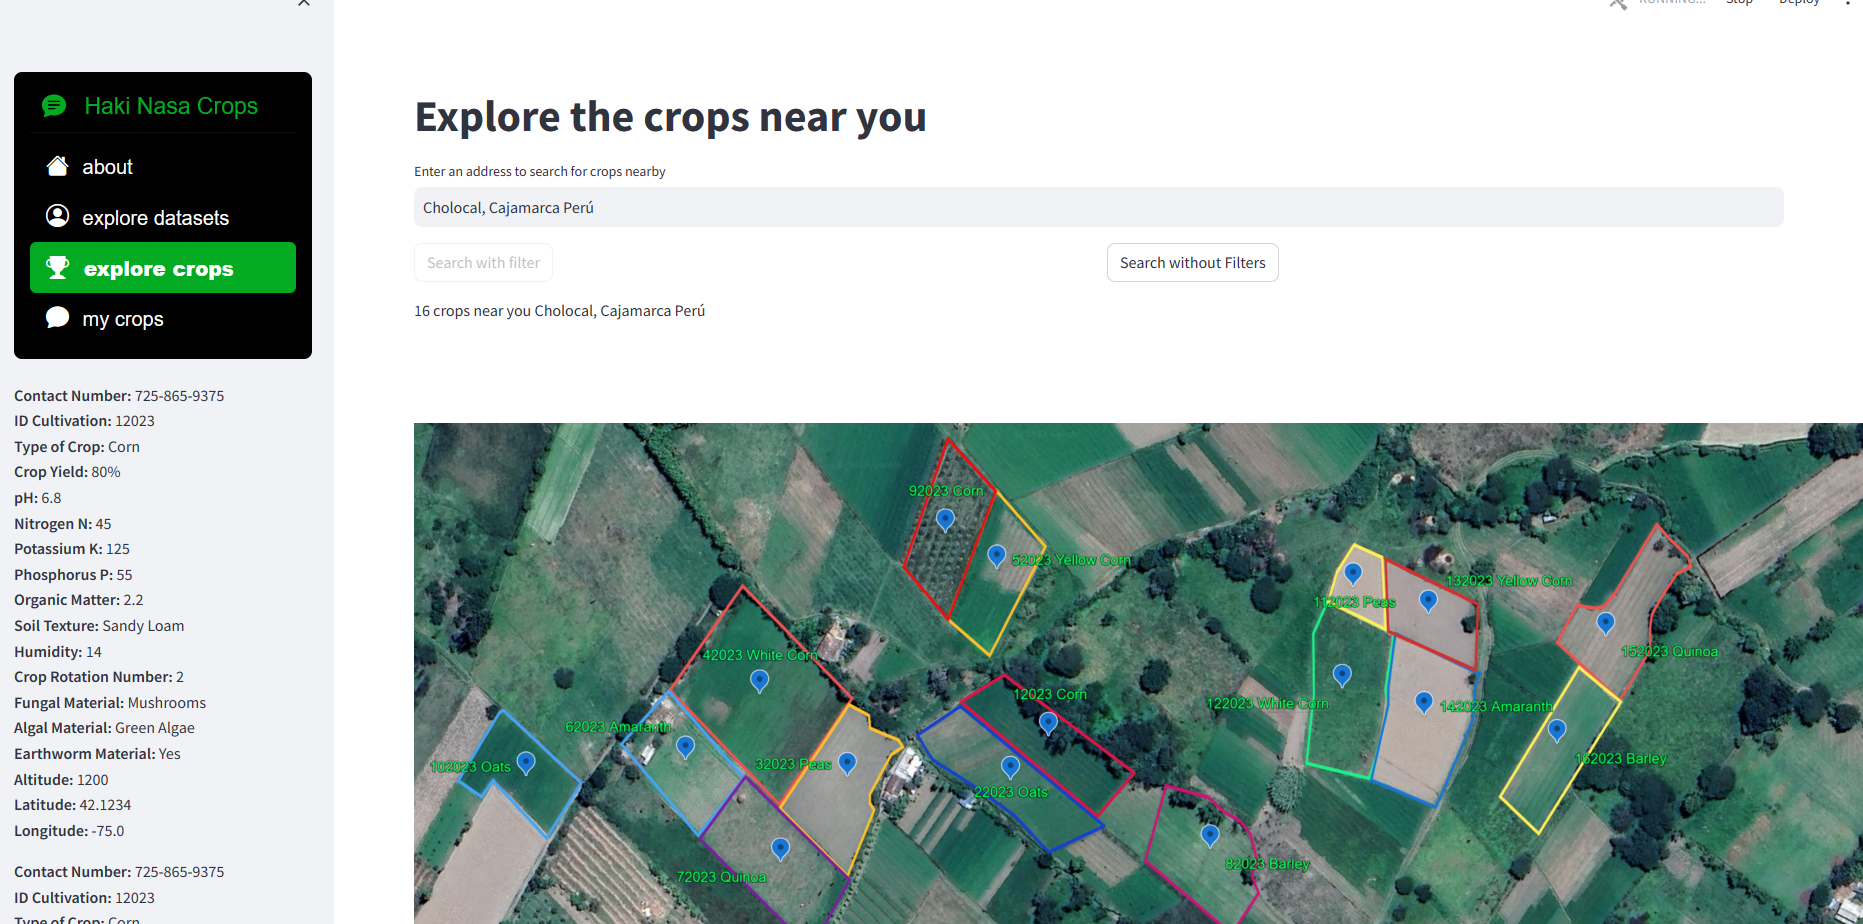 RUNNING...
Stop
Deploy
Haki Nasa Crops
about
explore datasets
explore crops
my crops
Contact Number: 725-865-9375
ID Cultivation: 12023
Type of Crop: Corn
Crop Yield: 80%
pH: 6.8
Nitrogen N: 45
Potassium K: 125
Phosphorus P: 55
Organic Matter: 2.2
Soil Texture: Sandy Loam
Humidity: 14
Crop Rotation Number: 2
Fungal Material: Mushrooms
Algal Material: Green Algae
Earthworm Material: Yes
Altitude: 1200
Latitude: 42.1234
Longitude: -75.0
Contact Number: 725-865-9375
ID Cultivation: 12023
Type of Crop: Corn
Explore the crops near you
Enter an address to search for crops nearby
Cholocal, Cajamarca Perú
Search with filter
Search without Filters
16 crops near you Cholocal, Cajamarca Perú
92023 Corn
52023 Yellow Corn
132023 Yellow Corn
112023 Peas
42023 White Corn
152023 Quinoa
12023 Corn
122023 White Corn
142023 Amaranth
62023 Amaranth
102023 Oats
32023 Peas
162023 Barley
22023 Oats
82023 Barley
72023 Quinoa